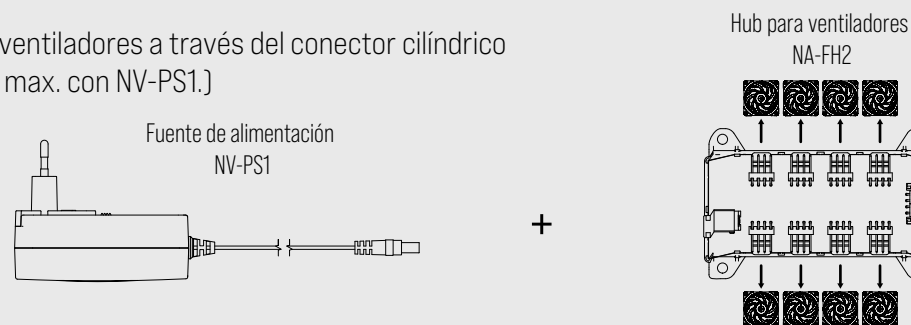 ventiladores a través del conector cilíndrico
max. con NV-PS1.)
Fuente de alimentación
NV-PS1
+
Hub para ventiladores
NA-FH2